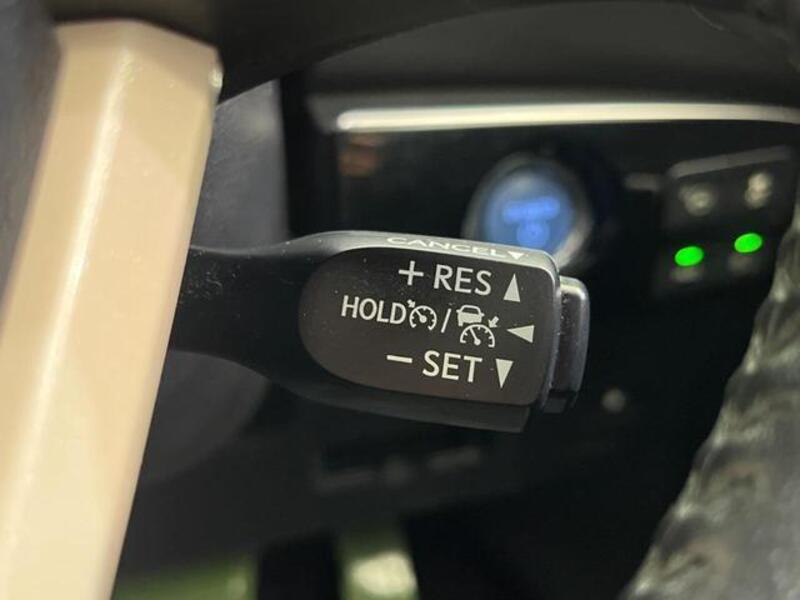 CANCEL▼
+ RES ▲
HOLD / ◀
− SET ▼